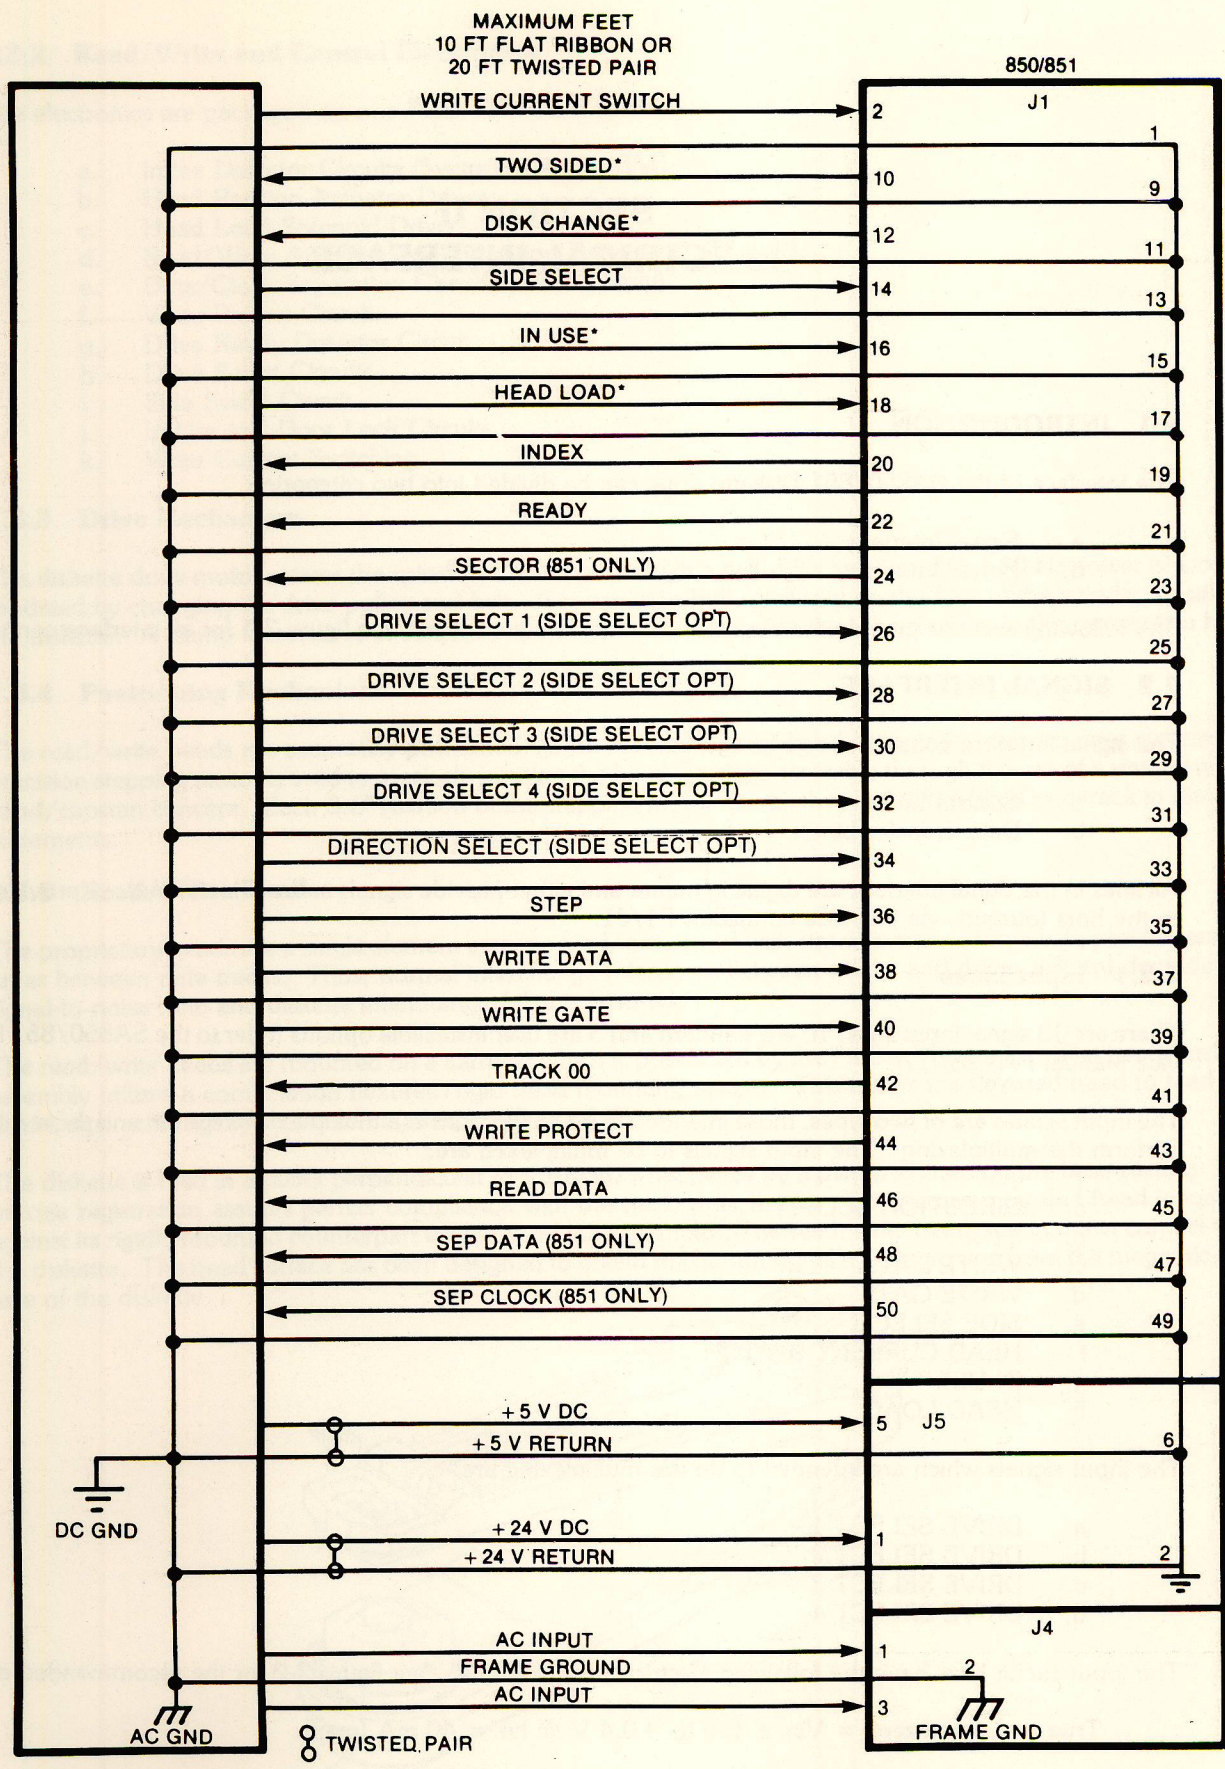 MAXIMUM FEET
10 FT FLAT RIBBON OR
20 FT TWISTED PAIR
850/851
WRITE CURRENT SWITCH 2 J1
1
TWO SIDED* 10
9
DISK CHANGE* 12
11
SIDE SELECT 14
13
IN USE* 16
15
HEAD LOAD* 18
17
INDEX 20
19
READY 22
21
SECTOR (851 ONLY) 24
23
DRIVE SELECT 1 (SIDE SELECT OPT) 26
25
DRIVE SELECT 2 (SIDE SELECT OPT) 28
27
DRIVE SELECT 3 (SIDE SELECT OPT) 30
29
DRIVE SELECT 4 (SIDE SELECT OPT) 32
31
DIRECTION SELECT (SIDE SELECT OPT) 34
33
STEP 36
35
WRITE DATA 38
37
WRITE GATE 40
39
TRACK 00 42
41
WRITE PROTECT 44
43
READ DATA 46
45
SEP DATA (851 ONLY) 48
47
SEP CLOCK (851 ONLY) 50
49
+5 V DC 5 J5
+5 V RETURN 6
DC GND
+24 V DC 1
+24 V RETURN 2
J4
AC INPUT 1
FRAME GROUND 2
AC INPUT 3
AC GND
FRAME GND
TWISTED PAIR